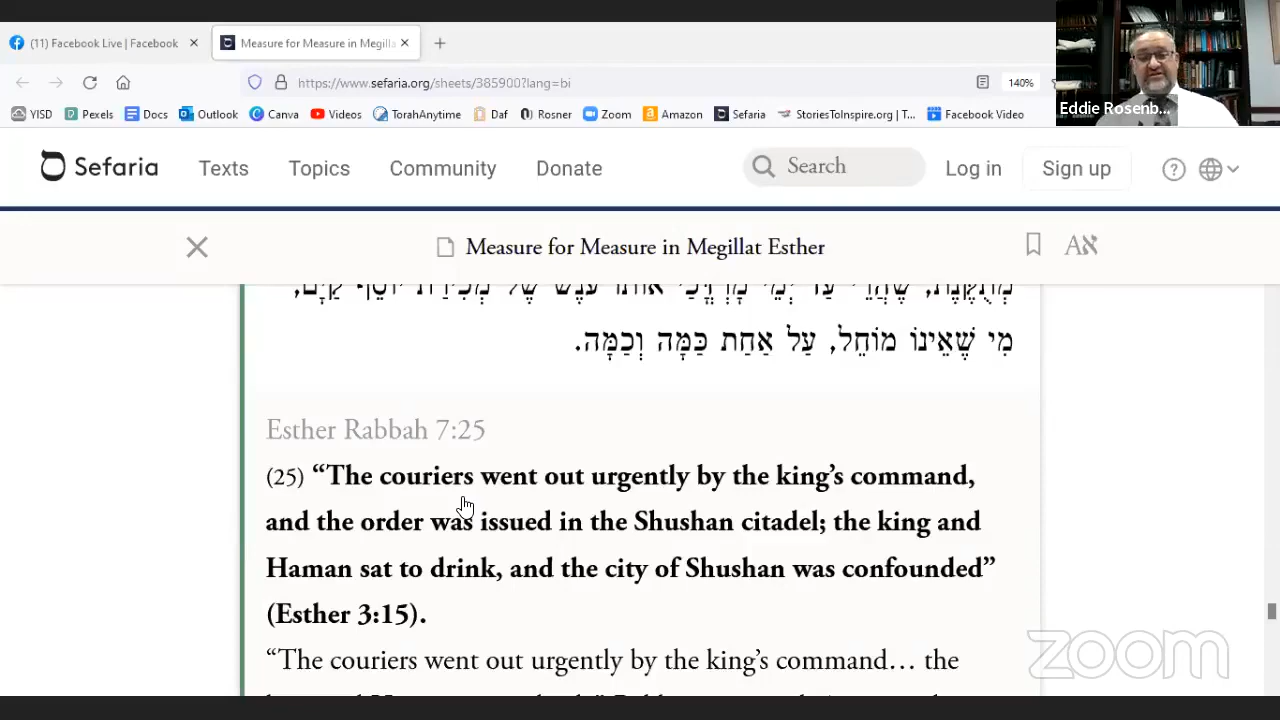 (11) Facebook Live | Facebook
Measure for Measure in Megilla
https://www.sefaria.org/sheets/385900?lang=bi
140%
YISD Pexels Docs Outlook Canva Videos TorahAnytime Daf Rosner Zoom Amazon Sefaria StoriesToInspire.org | T... Facebook Video
Eddie Rosenb...
Sefaria Texts Topics Community Donate Search Log in Sign up
Measure for Measure in Megillat Esther
Aא
מְתֻקֶּנֶת, שֶׁהֲרֵי עַד יְמֵי מָרְדֳּכַי אוֹתוֹ עֹנֶשׁ שֶׁל מְכִירַת יוֹסֵף קַיָּם,
מִי שֶׁאֵינוֹ מוֹחֵל, עַל אַחַת כַּמָּה וְכַמָּה.
Esther Rabbah 7:25
(25) “The couriers went out urgently by the king’s command,
and the order was issued in the Shushan citadel; the king and
Haman sat to drink, and the city of Shushan was confounded”
(Esther 3:15).
“The couriers went out urgently by the king’s command… the
zoom